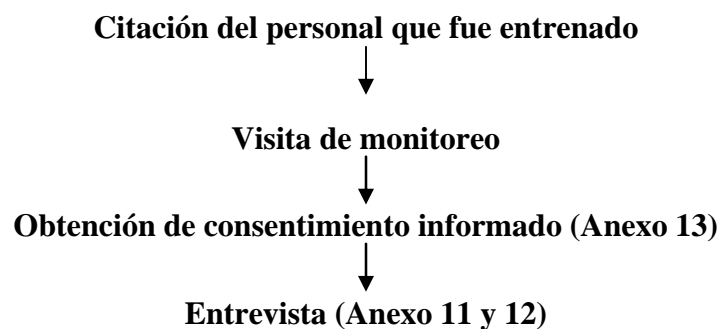 Citación del personal que fue entrenado
Visita de monitoreo
Obtención de consentimiento informado (Anexo 13)
Entrevista (Anexo 11 y 12)